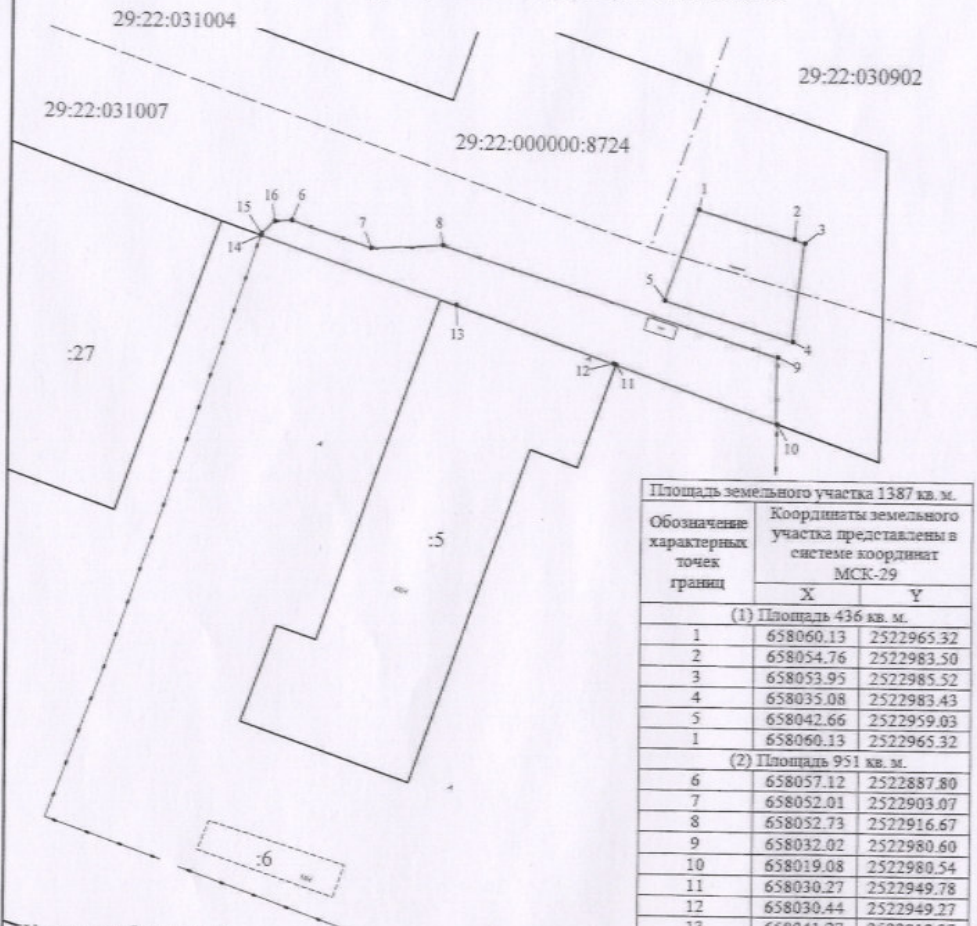 29:22:031004
29:22:030902
29:22:031007
29:22:000000:8724
1
2
3
15
16
6
7
8
14
5
4
9
13
12
11
10
:27
:5
:6
Площадь земельного участка 1387 кв. м.
Обозначение характерных точек границ
Координаты земельного участка представлены в системе координат МСК-29
X Y
(1) Площадь 436 кв. м.
1 658060.13 2522965.32
2 658054.76 2522983.50
3 658053.95 2522985.52
4 658035.08 2522983.43
5 658042.66 2522959.03
1 658060.13 2522965.32
(2) Площадь 951 кв. м.
6 658057.12 2522887.80
7 658052.01 2522903.07
8 658052.73 2522916.67
9 658032.02 2522980.60
10 658019.08 2522980.54
11 658030.27 2522949.78
12 658030.44 2522949.27
13